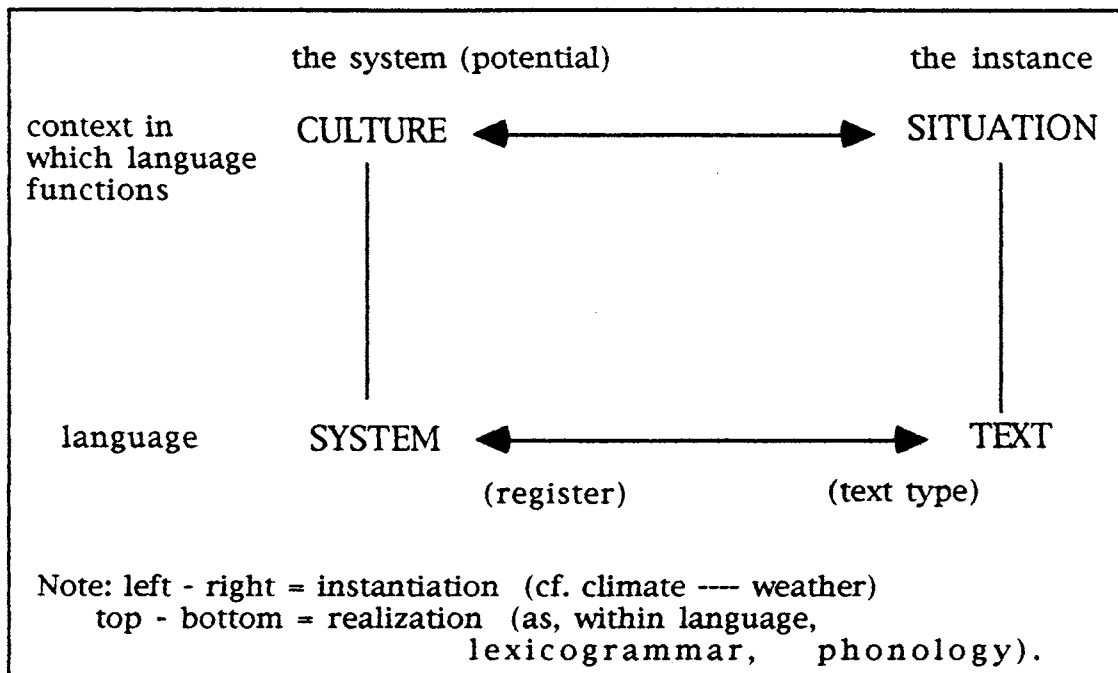 the system (potential) the instance
context in CULTURE SITUATION
which language
functions
language SYSTEM TEXT
(register) (text type)
Note: left - right = instantiation (cf. climate ---- weather)
top - bottom = realization (as, within language,
lexicogrammar, phonology).